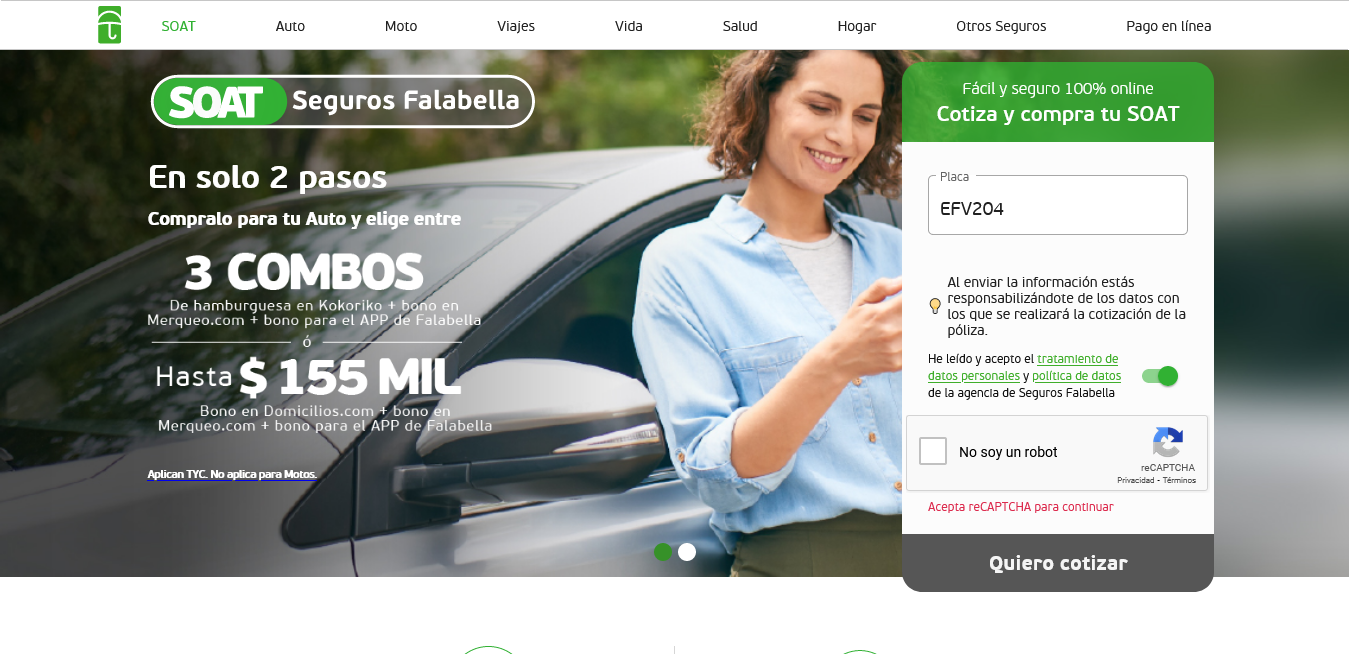 SOAT Auto Moto Viajes Vida Salud Hogar Otros Seguros Pago en línea
SOAT Seguros Falabella
En solo 2 pasos
Compralo para tu Auto y elige entre
3 COMBOS
De hamburguesa en Kokoriko + bono en
Merqueo.com + bono para el APP de Falabella
ó
Hasta $ 155 MIL
Bono en Domicilios.com + bono en
Merqueo.com + bono para el APP de Falabella
Aplican TYC. No aplica para Motos.
Fácil y seguro 100% online
Cotiza y compra tu SOAT
Placa
EFV204
Al enviar la información estás
responsabilizándote de los datos con
los que se realizará la cotización de la
póliza.
He leído y acepto el tratamiento de
datos personales y política de datos
de la agencia de Seguros Falabella
No soy un robot
reCAPTCHA
Privacidad - Términos
Acepta reCAPTCHA para continuar
Quiero cotizar